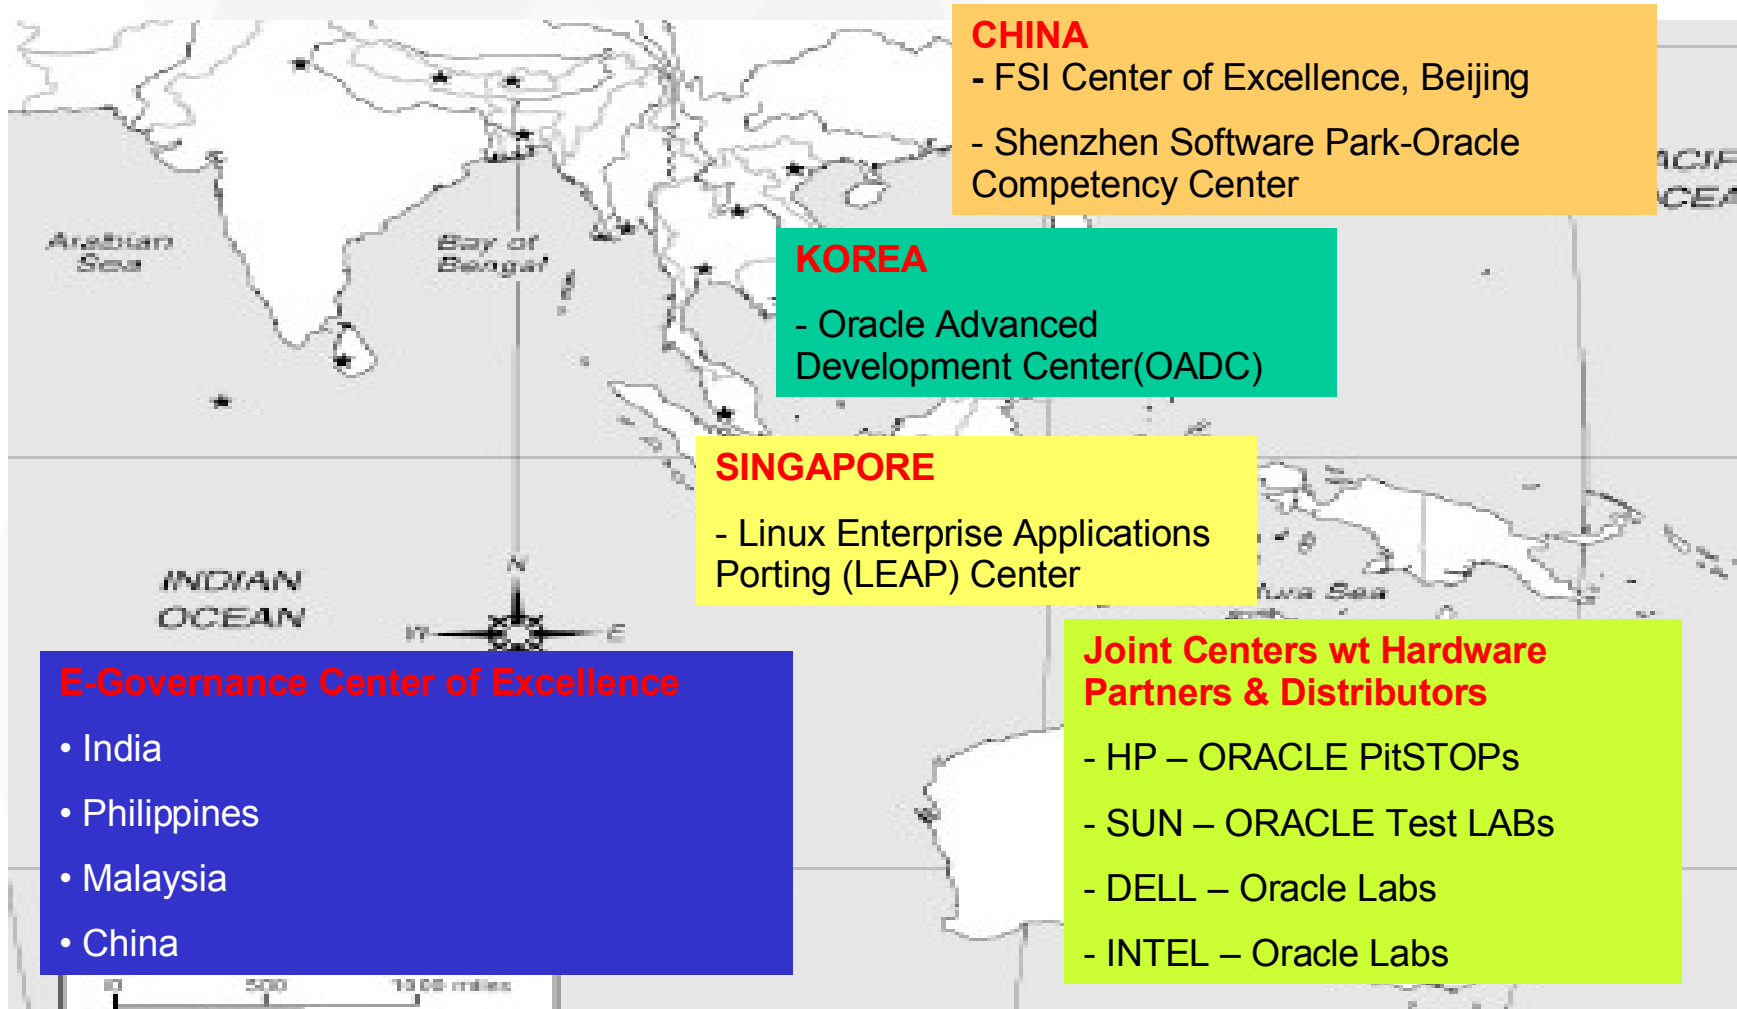 CHINA
- FSI Center of Excellence, Beijing
- Shenzhen Software Park-Oracle
Competency Center
KOREA
- Oracle Advanced
Development Center(OADC)
SINGAPORE
- Linux Enterprise Applications
Porting (LEAP) Center
Arabian
Sea
Bay of
Bengal
INDIAN
OCEAN
N
W
E
Sea
E-Governance Center of Excellence
• India
• Philippines
• Malaysia
• China
Joint Centers wt Hardware
Partners & Distributors
- HP – ORACLE PitSTOPs
- SUN – ORACLE Test LABs
- DELL – Oracle Labs
- INTEL – Oracle Labs
500
1000 miles